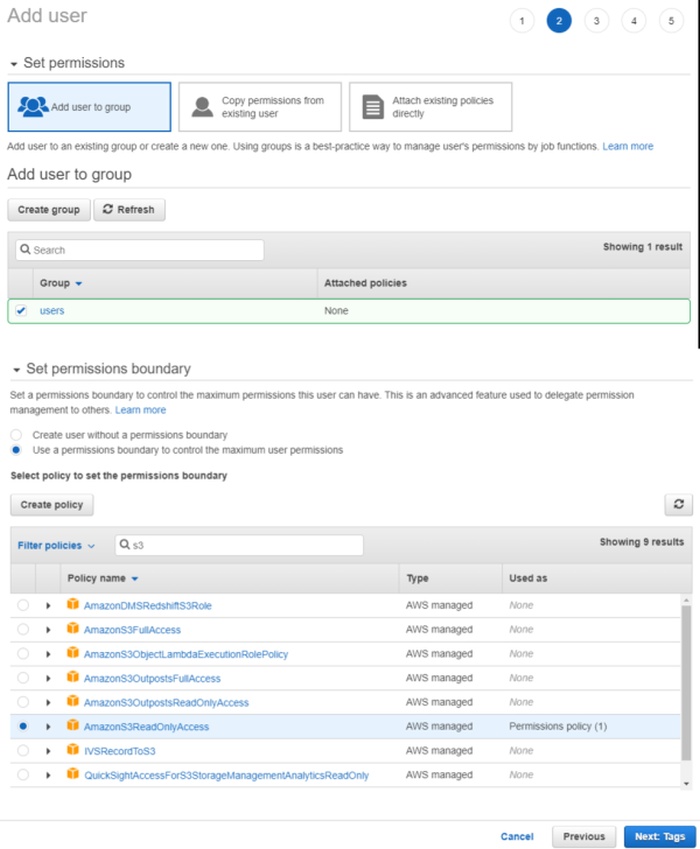 Add user
1 2 3 4 5
Set permissions
Add user to group
Copy permissions from
existing user
Attach existing policies
directly
Add user to an existing group or create a new one. Using groups is a best-practice way to manage user's permissions by job functions. Learn more
Add user to group
Create group Refresh
Search Showing 1 result
Group Attached policies
users None
Set permissions boundary
Set a permissions boundary to control the maximum permissions this user can have. This is an advanced feature used to delegate permission
management to others. Learn more
Create user without a permissions boundary
Use a permissions boundary to control the maximum user permissions
Select policy to set the permissions boundary
Create policy
Filter policies s3 Showing 9 results
Policy name Type Used as
AmazonDMSRedshiftS3Role AWS managed None
AmazonS3FullAccess AWS managed None
AmazonS3ObjectLambdaExecutionRolePolicy AWS managed None
AmazonS3OutpostsFullAccess AWS managed None
AmazonS3OutpostsReadOnlyAccess AWS managed None
AmazonS3ReadOnlyAccess AWS managed Permissions policy (1)
IVSRecordToS3 AWS managed None
QuickSightAccessForS3StorageManagementAnalyticsReadOnly AWS managed None
Cancel Previous Next: Tags